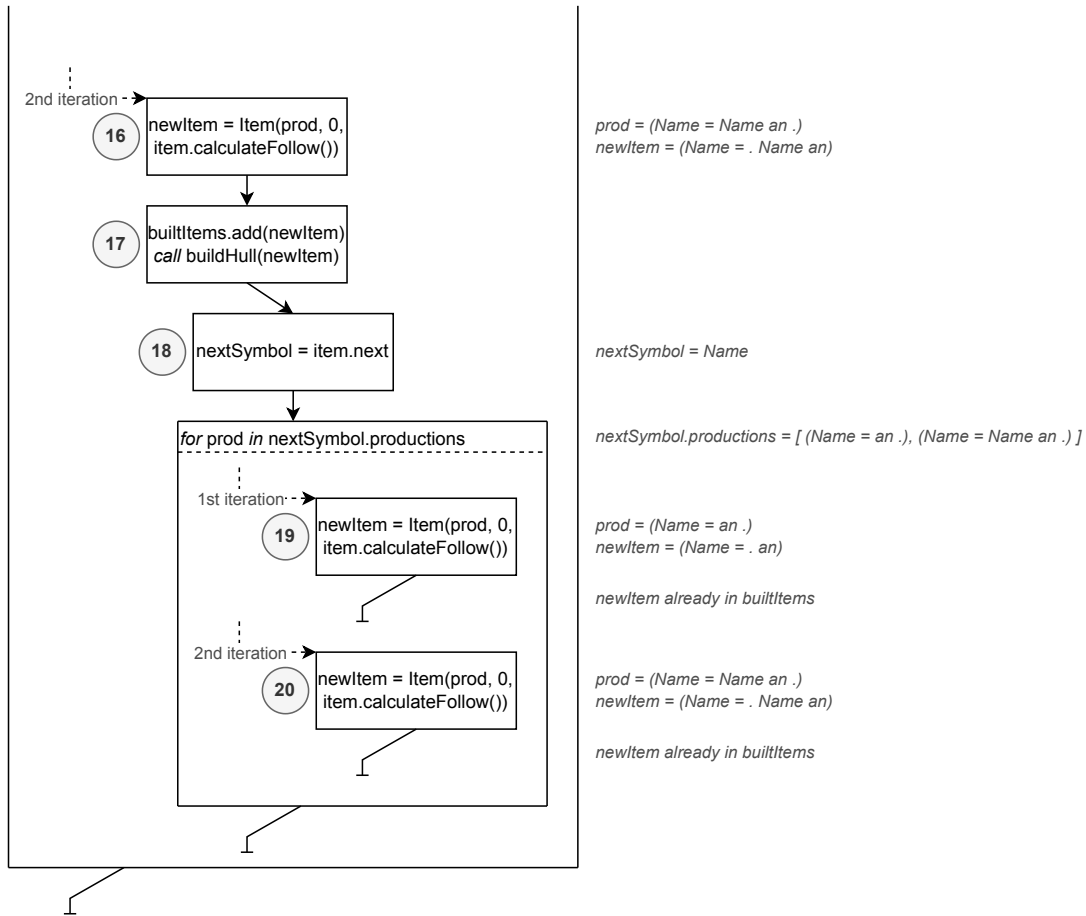 2nd iteration
16
newItem = Item(prod, 0,
item.calculateFollow())
prod = (Name = Name an .)
newItem = (Name = . Name an)
17
builtItems.add(newItem)
call buildHull(newItem)
18
nextSymbol = item.next
nextSymbol = Name
for prod in nextSymbol.productions
nextSymbol.productions = [ (Name = an .), (Name = Name an .) ]
1st iteration
19
newItem = Item(prod, 0,
item.calculateFollow())
prod = (Name = an .)
newItem = (Name = . an)
newItem already in builtItems
2nd iteration
20
newItem = Item(prod, 0,
item.calculateFollow())
prod = (Name = Name an .)
newItem = (Name = . Name an)
newItem already in builtItems